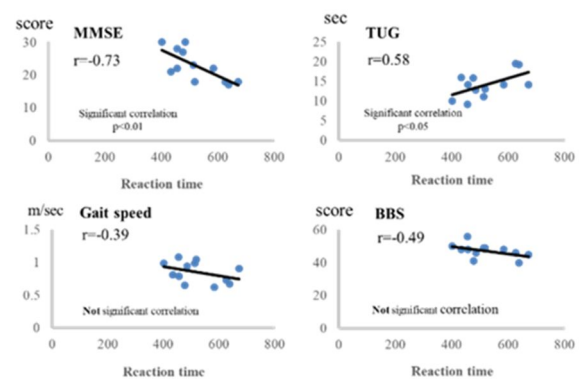 score
MMSE
r=-0.73
30
20
10
0
Significant correlation
p<0.01
0 200 400 600 800
Reaction time
sec
TUG
r=0.58
25
20
15
10
5
0
Significant correlation
p<0.05
0 200 400 600 800
Reaction time
m/sec
Gait speed
r=-0.39
1.5
1
0.5
0
Not significant correlation
0 200 400 600 800
Reaction time
score
BBS
r=-0.49
60
40
20
0
Not significant correlation
0 200 400 600 800
Reaction time